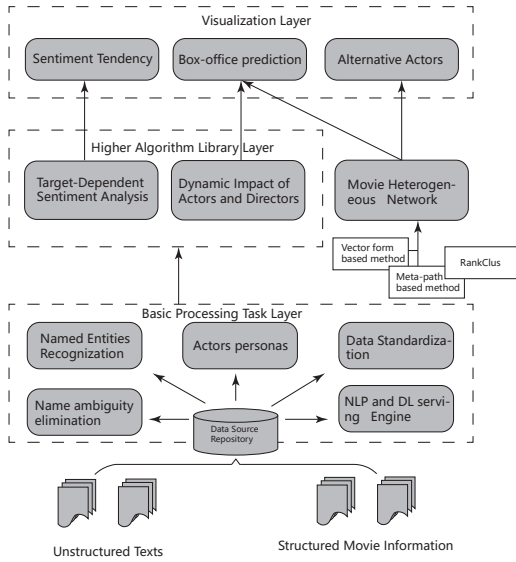 Visualization Layer
Sentiment Tendency
Box-office prediction
Alternative Actors
Higher Algorithm Library Layer
Target-Dependent
Sentiment Analysis
Dynamic Impact of
Actors and Directors
Movie Heterogen-
eous Network
Vector form
based method
Meta-path
based method
RankClus
Basic Processing Task Layer
Named Entities
Recognization
Actors personas
Data Standardiza-
tion
Name ambiguity
elimination
NLP and DL servi-
ng Engine
Data Source
Repository
Unstructured Texts
Structured Movie Information